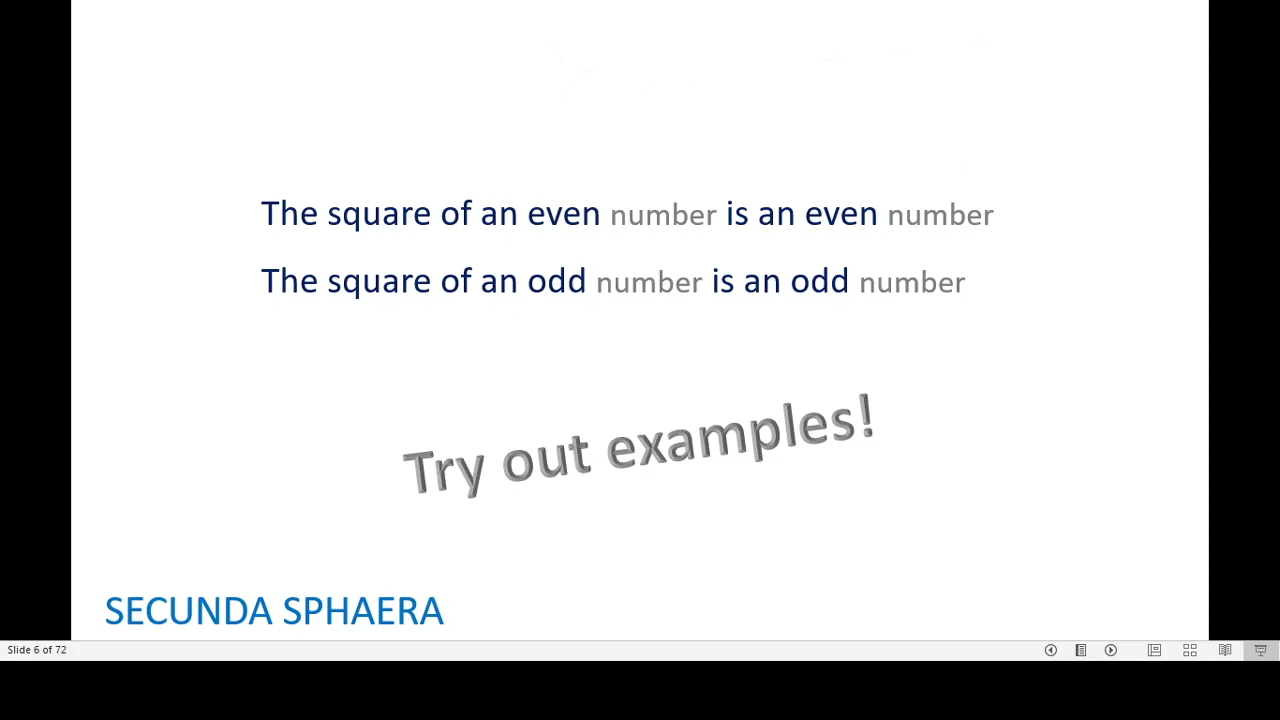 The square of an even number is an even number
The square of an odd number is an odd number
Try out examples!
SECUNDA SPHAERA
Slide 6 of 72